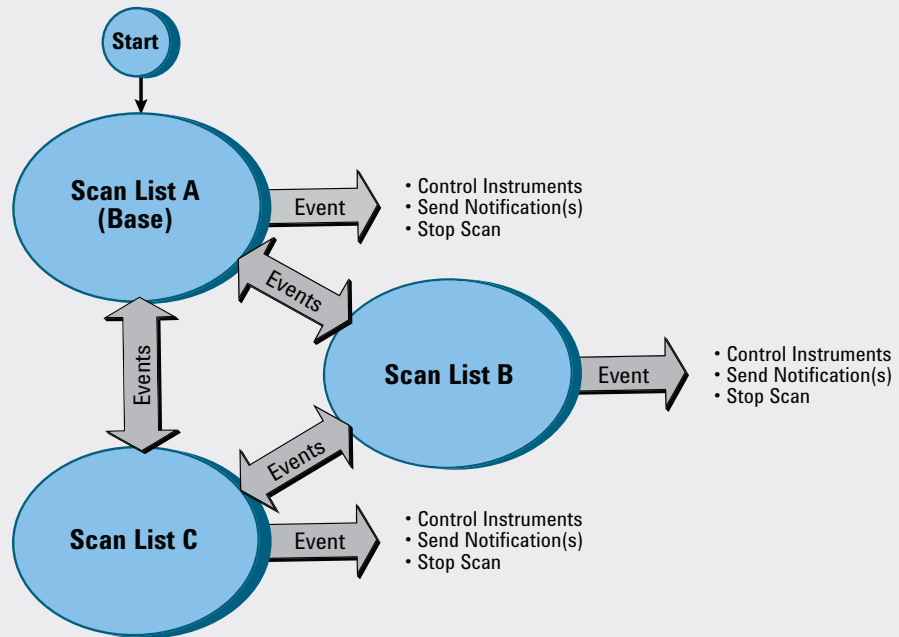 Start
Scan List A
(Base)
Event
• Control Instruments
• Send Notification(s)
• Stop Scan
Events
Events
Scan List B
Event
• Control Instruments
• Send Notification(s)
• Stop Scan
Events
Scan List C
Event
• Control Instruments
• Send Notification(s)
• Stop Scan